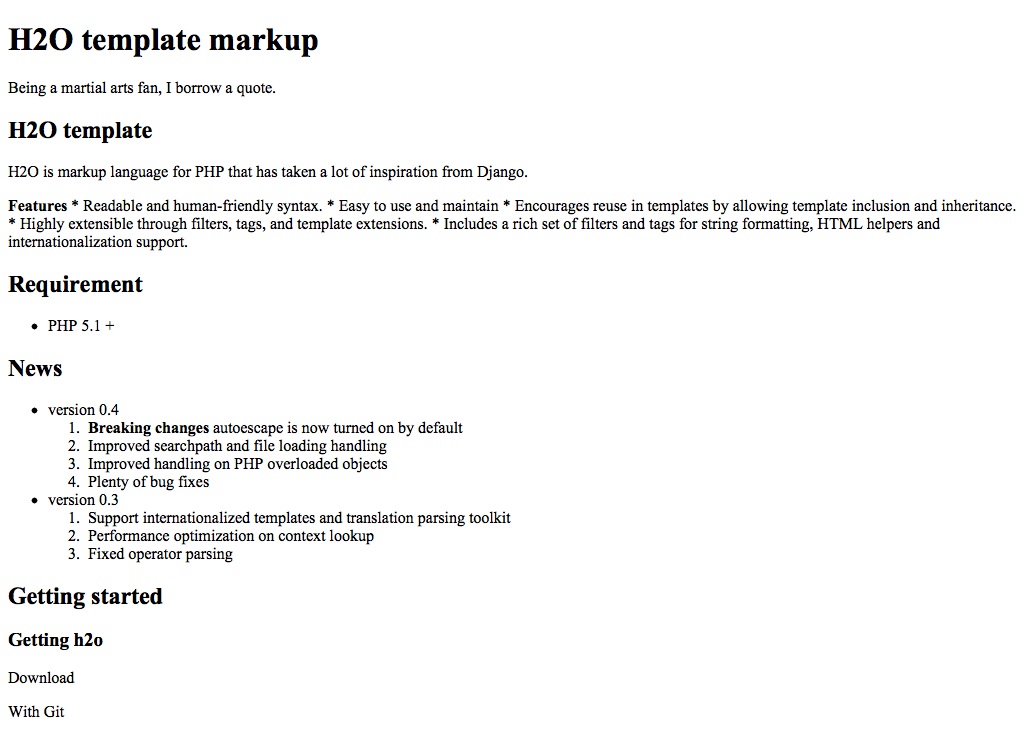 H2O template markup
Being a martial arts fan, I borrow a quote.
H2O template
H2O is markup language for PHP that has taken a lot of inspiration from Django.
Features * Readable and human-friendly syntax. * Easy to use and maintain * Encourages reuse in templates by allowing template inclusion and inheritance.
* Highly extensible through filters, tags, and template extensions. * Includes a rich set of filters and tags for string formatting, HTML helpers and
internationalization support.
Requirement
• PHP 5.1 +
News
• version 0.4
1. Breaking changes autoescape is now turned on by default
2. Improved searchpath and file loading handling
3. Improved handling on PHP overloaded objects
4. Plenty of bug fixes
• version 0.3
1. Support internationalized templates and translation parsing toolkit
2. Performance optimization on context lookup
3. Fixed operator parsing
Getting started
Getting h2o
Download
With Git